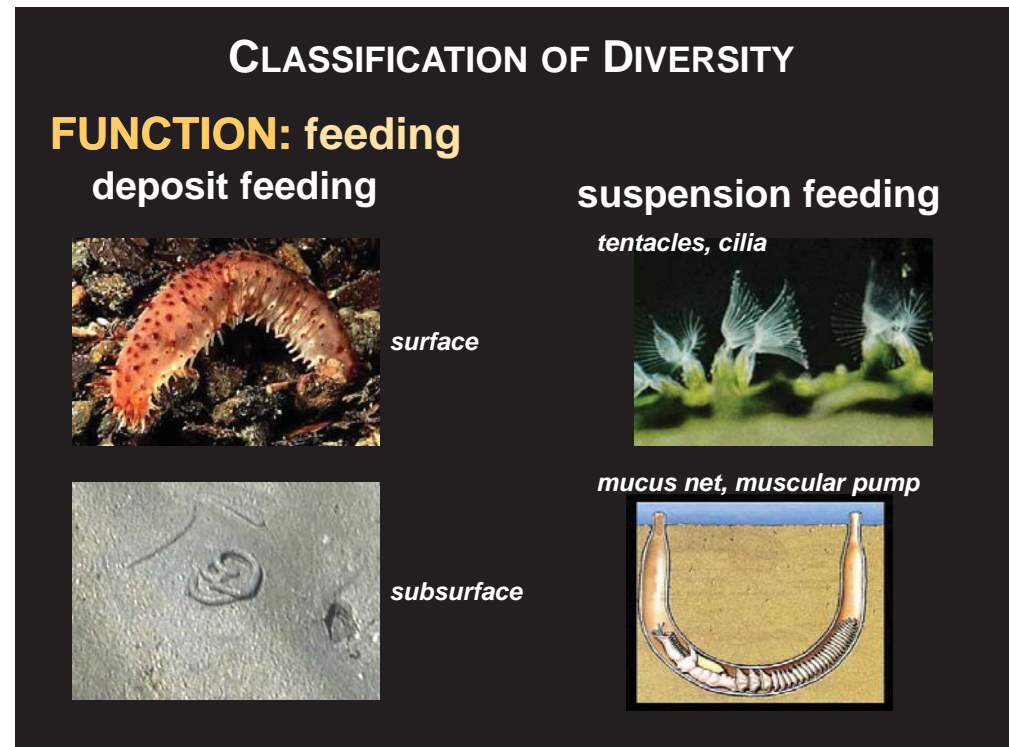 CLASSIFICATION OF DIVERSITY
FUNCTION: feeding
deposit feeding
surface
subsurface
suspension feeding
tentacles, cilia
mucus net, muscular pump